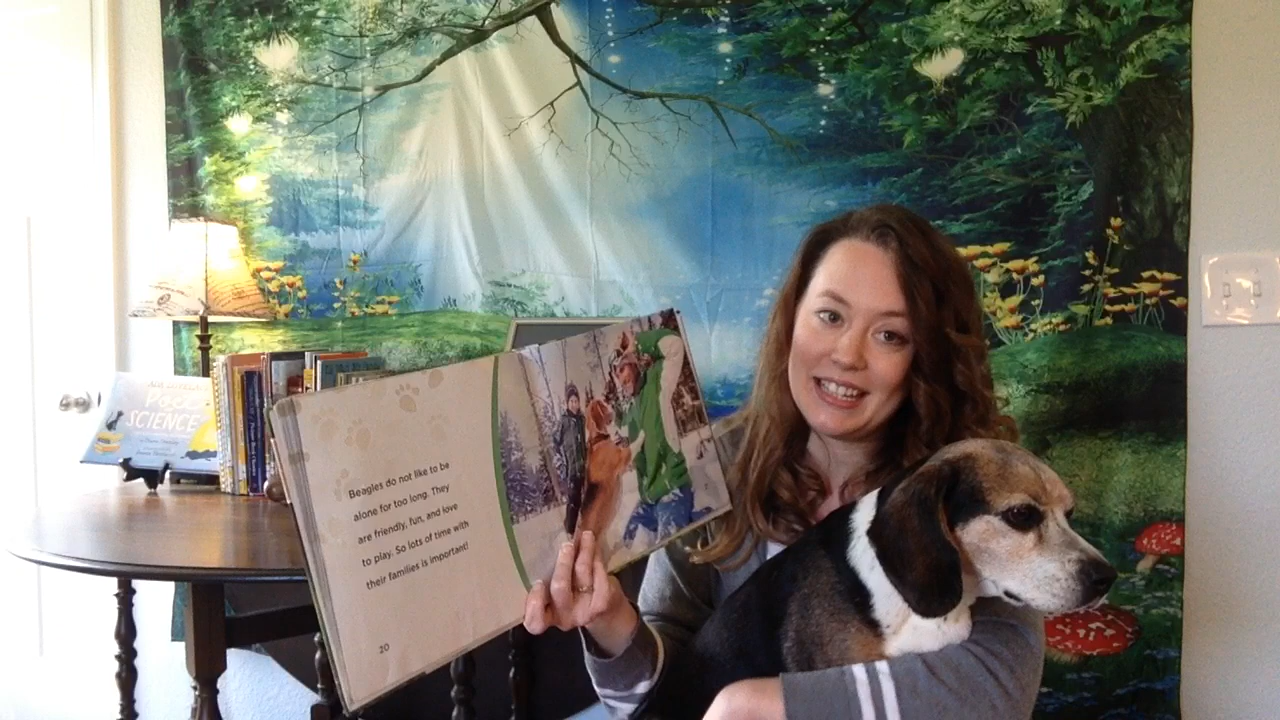 Poe
SCIENCE
Beagles do not like to be
alone for too long. They
are friendly, fun, and love
to play. So lots of time with
their families is important!
20